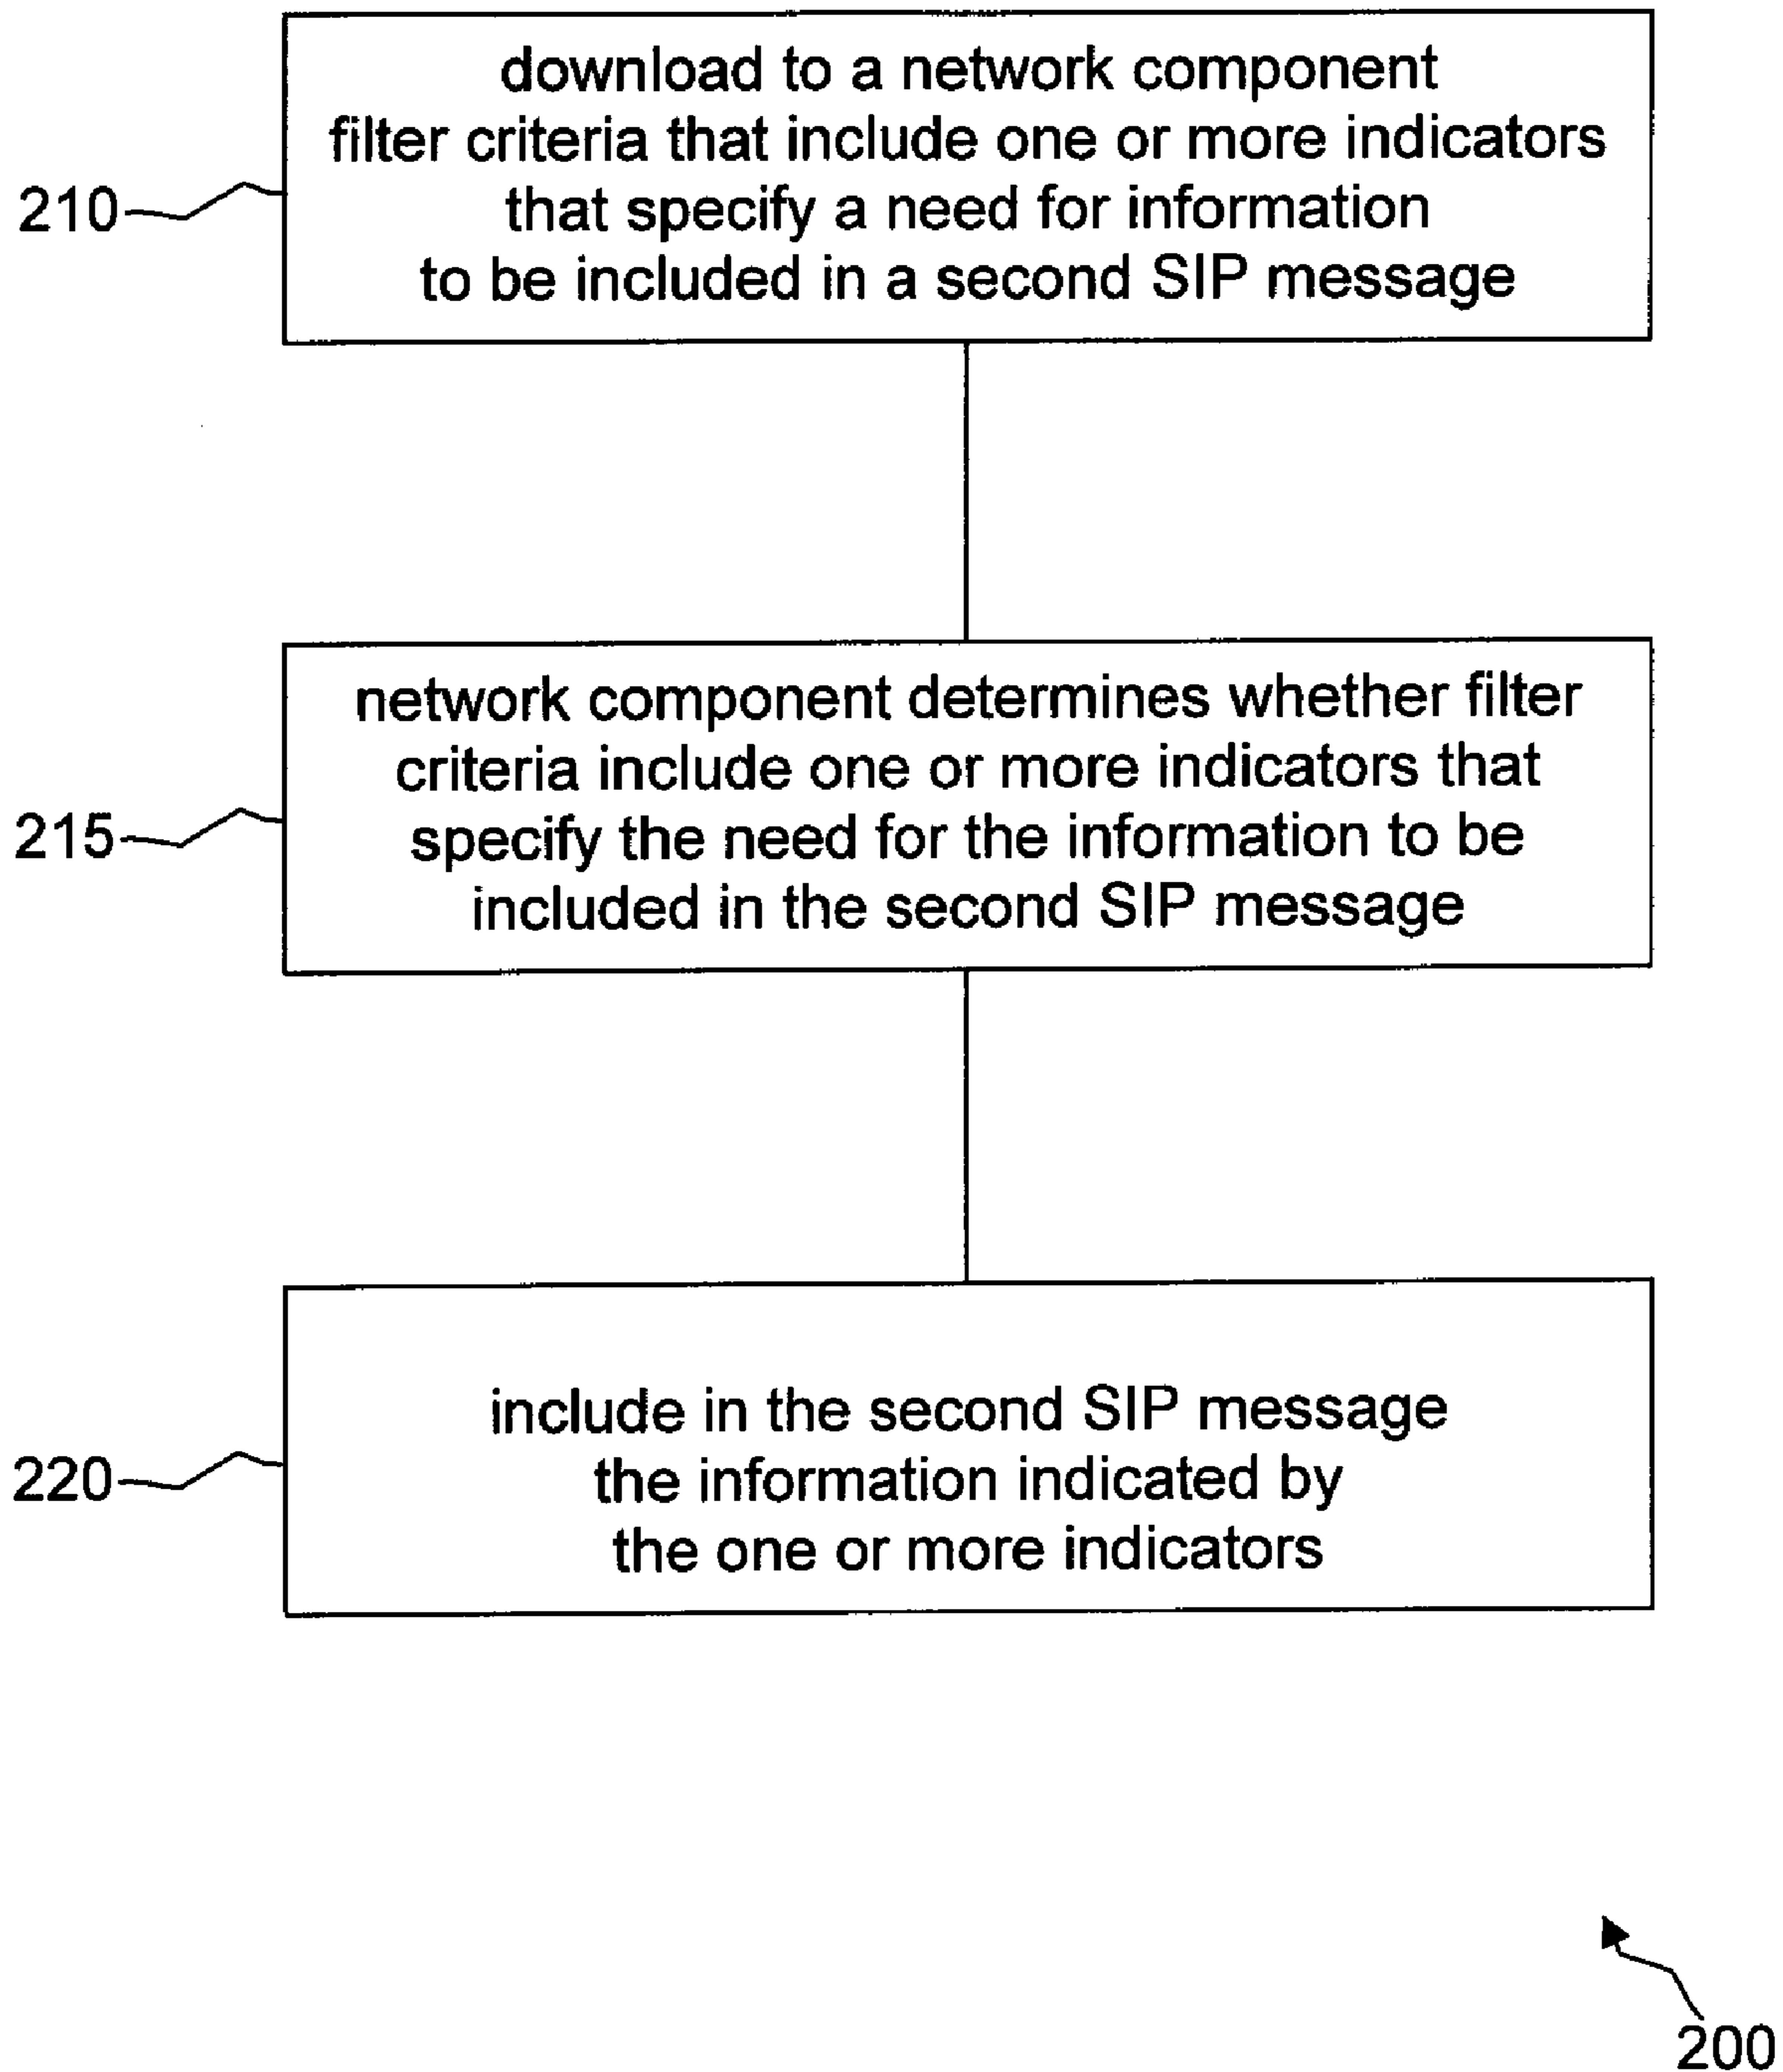 download to a network component
filter criteria that include one or more indicators
that specify a need for information
to be included in a second SIP message
210
network component determines whether filter
criteria include one or more indicators that
specify the need for the information to be
included in the second SIP message
215
include in the second SIP message
the information indicated by
the one or more indicators
220
200